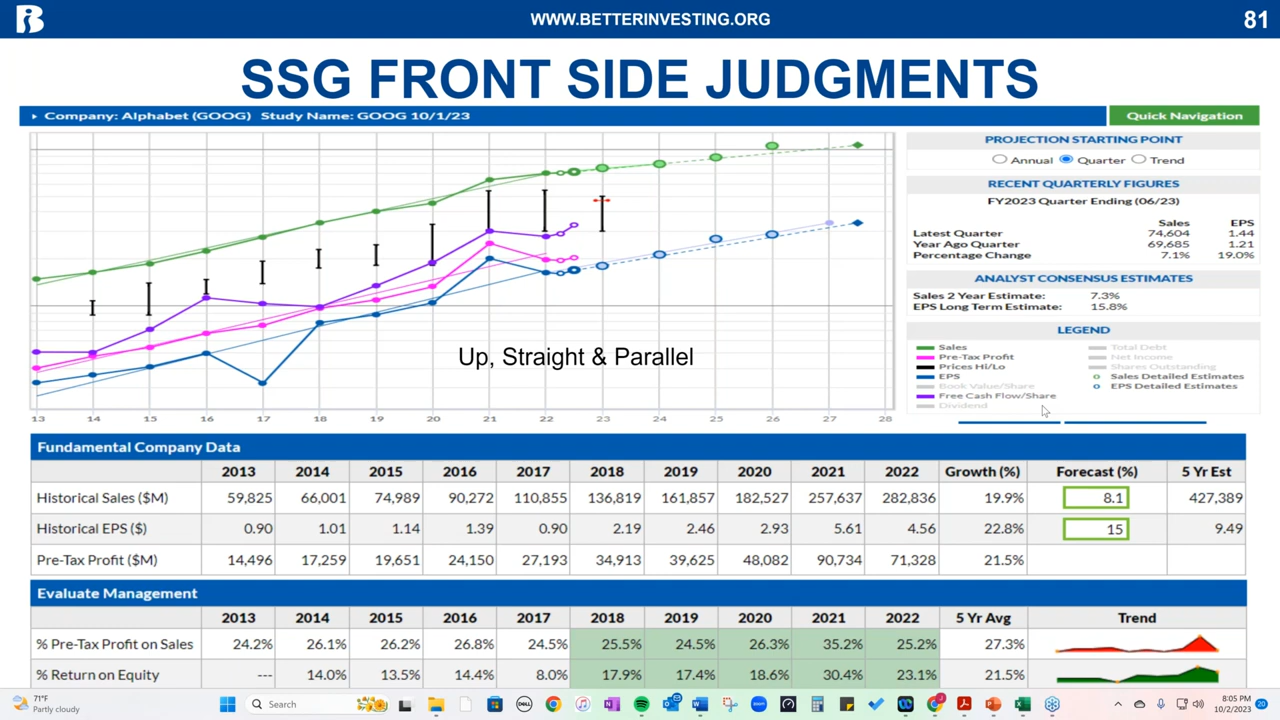 WWW.BETTERINVESTING.ORG
81
SSG FRONT SIDE JUDGMENTS
Company: Alphabet (GOOG) Study Name: GOOG 10/1/23
Quick Navigation
PROJECTION STARTING POINT
Annual Quarter Trend
RECENT QUARTERLY FIGURES
FY2023 Quarter Ending (06/23)
Sales EPS
Latest Quarter 74,604 1.44
Year Ago Quarter 69,685 1.21
Percentage Change 7.1% 19.0%
ANALYST CONSENSUS ESTIMATES
Sales 2 Year Estimate: 7.3%
EPS Long Term Estimate: 15.8%
LEGEND
Sales Total Debt
Pre-Tax Profit Net Income
Prices Hi/Lo Shares Outstanding
EPS Sales Detailed Estimates
Book Value/Share EPS Detailed Estimates
Free Cash Flow/Share
Dividend
Up, Straight & Parallel
13 14 15 16 17 18 19 20 21 22 23 24 25 26 27 28
Fundamental Company Data
2013 2014 2015 2016 2017 2018 2019 2020 2021 2022 Growth (%) Forecast (%) 5 Yr Est
Historical Sales ($M) 59,825 66,001 74,989 90,272 110,855 136,819 161,857 182,527 257,637 282,836 19.9% 8.1 427,389
Historical EPS ($) 0.90 1.01 1.14 1.39 0.90 2.19 2.46 2.93 5.61 4.56 22.8% 15 9.49
Pre-Tax Profit ($M) 14,496 17,259 19,651 24,150 27,193 34,913 39,625 48,082 90,734 71,328 21.5%
Evaluate Management
2013 2014 2015 2016 2017 2018 2019 2020 2021 2022 5 Yr Avg Trend
% Pre-Tax Profit on Sales 24.2% 26.1% 26.2% 26.8% 24.5% 25.5% 24.5% 26.3% 35.2% 25.2% 27.3%
% Return on Equity --- 14.0% 13.5% 14.4% 8.0% 17.9% 17.4% 18.6% 30.4% 23.1% 21.5%
71°F
Partly cloudy
Search
DELL
zoom
8:05 PM
10/2/2023
20